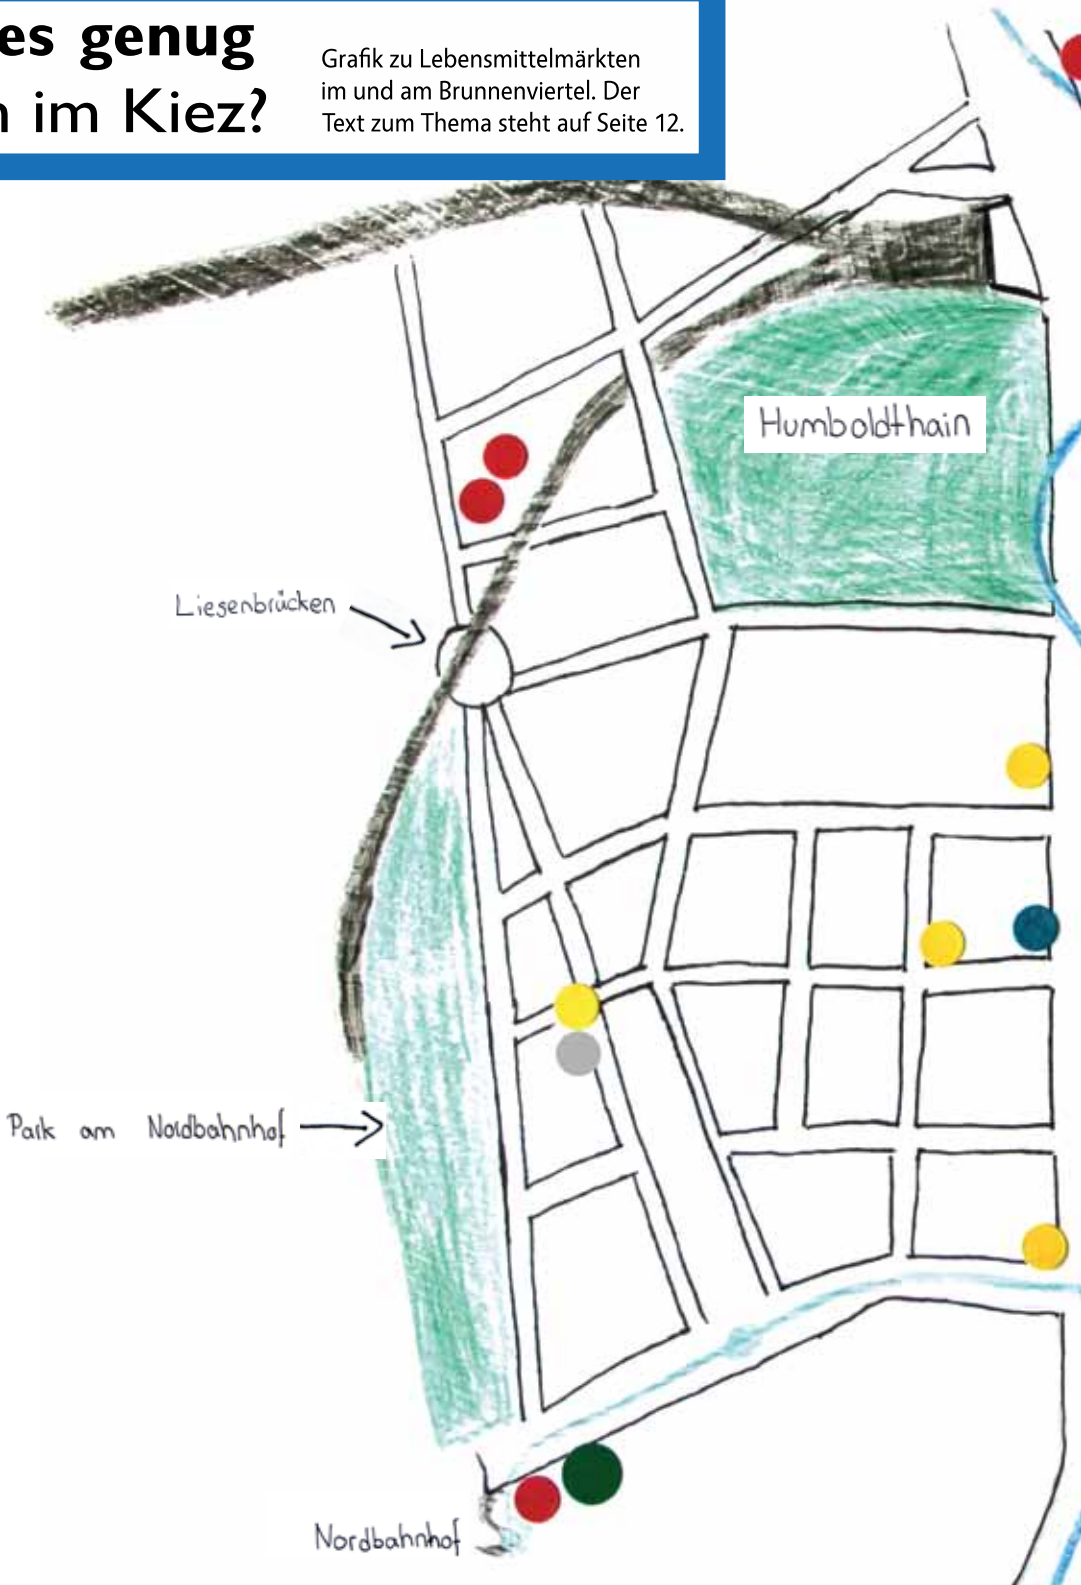 es genug
n im Kiez?
Grafik zu Lebensmittelmärkten
im und am Brunnenviertel. Der
Text zum Thema steht auf Seite 12.
Humboldthain
Liesenbrücken
Park am Nordbahnhof
Nordbahnhof